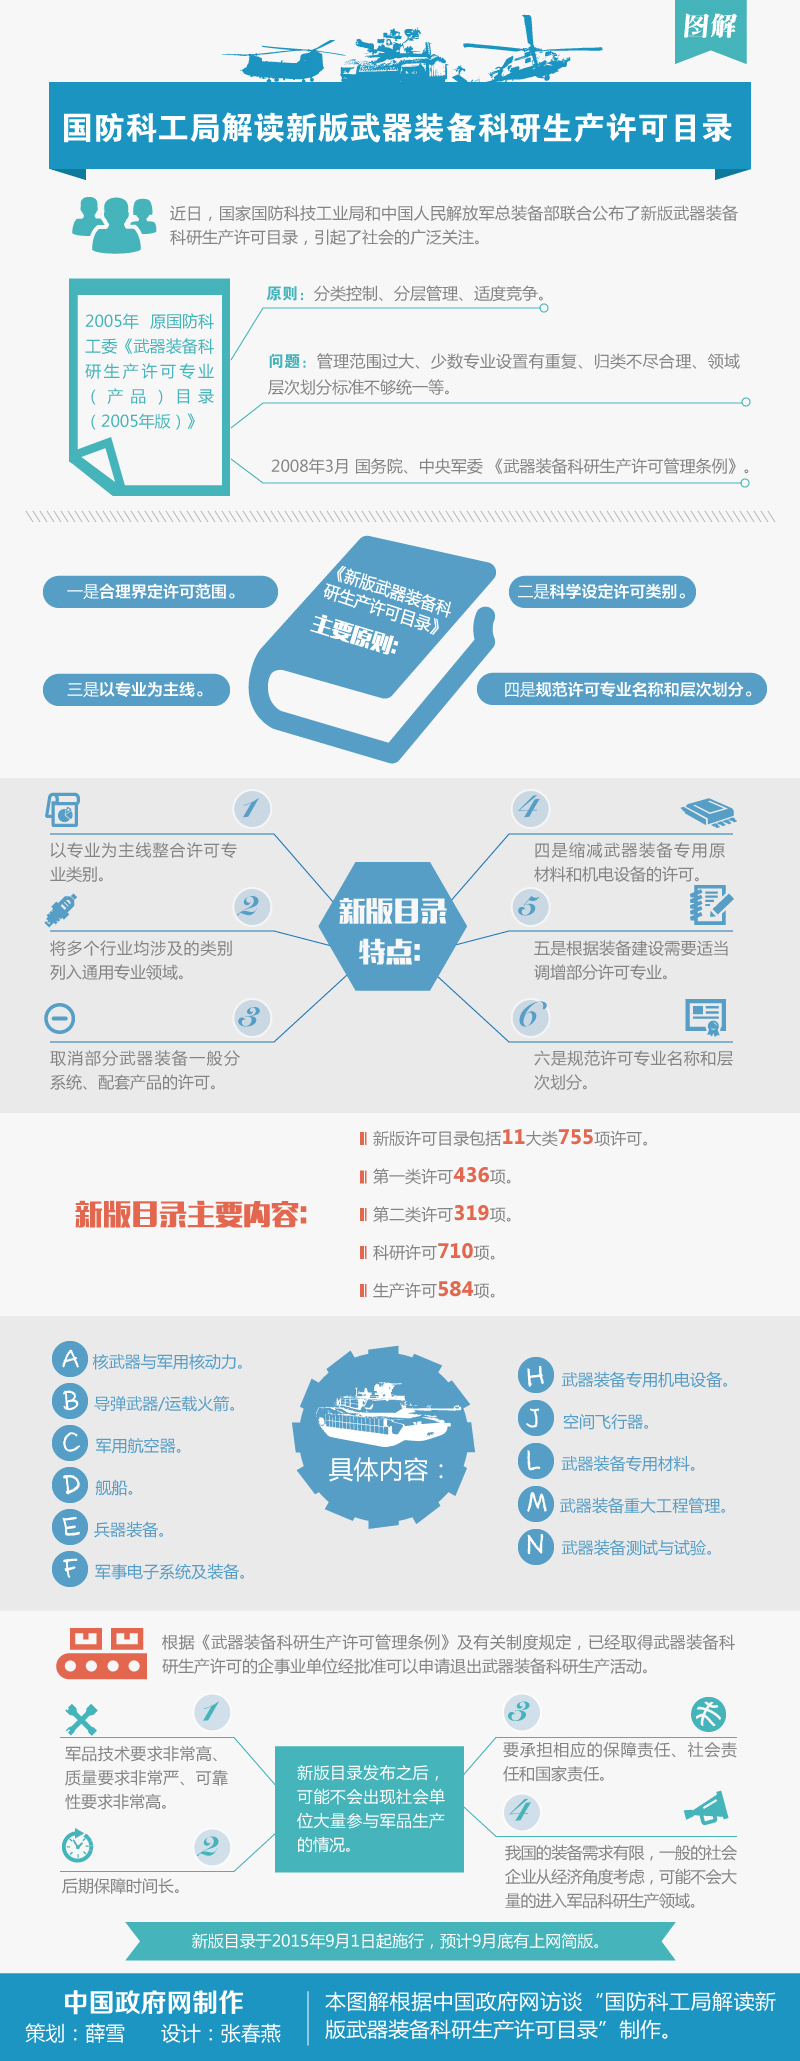 图解
国防科工局解读新版武器装备科研生产许可目录
近日，国家国防科技工业局和中国人民解放军总装备部联合公布了新版武器装备
科研生产许可目录，引起了社会的广泛关注。
2005年 原国防科
工委《武器装备科
研生产许可专业
（产品）目录
（2005年版）》
原则：分类控制、分层管理、适度竞争。
问题：管理范围过大、少数专业设置有重复、归类不尽合理、领域
层次划分标准不够统一等。
2008年3月 国务院、中央军委 《武器装备科研生产许可管理条例》。
《新版武器装备科
研生产许可目录》
主要原则:
一是合理界定许可范围。
二是科学设定许可类别。
三是以专业为主线。
四是规范许可专业名称和层次划分。
新版目录
特点:
1
以专业为主线整合许可专
业类别。
2
将多个行业均涉及的类别
列入通用专业领域。
3
取消部分武器装备一般分
系统、配套产品的许可。
4
四是缩减武器装备专用原
材料和机电设备的许可。
5
五是根据装备建设需要适当
调增部分许可专业。
6
六是规范许可专业名称和层
次划分。
新版目录主要内容:
新版许可目录包括11大类755项许可。
第一类许可436项。
第二类许可319项。
科研许可710项。
生产许可584项。
具体内容：
A 核武器与军用核动力。
B 导弹武器/运载火箭。
C 军用航空器。
D 舰船。
E 兵器装备。
F 军事电子系统及装备。
H 武器装备专用机电设备。
J 空间飞行器。
L 武器装备专用材料。
M 武器装备重大工程管理。
N 武器装备测试与试验。
根据《武器装备科研生产许可管理条例》及有关制度规定，已经取得武器装备科
研生产许可的企事业单位经批准可以申请退出武器装备科研生产活动。
新版目录发布之后，
可能不会出现社会单
位大量参与军品生产
的情况。
1
军品技术要求非常高、
质量要求非常严、可靠
性要求非常高。
2
后期保障时间长。
3
要承担相应的保障责任、社会责
任和国家责任。
4
我国的装备需求有限，一般的社会
企业从经济角度考虑，可能不会大
量的进入军品科研生产领域。
新版目录于2015年9月1日起施行，预计9月底有上网简版。
中国政府网制作
策划：薛雪 设计：张春燕
本图解根据中国政府网访谈“国防科工局解读新
版武器装备科研生产许可目录”制作。